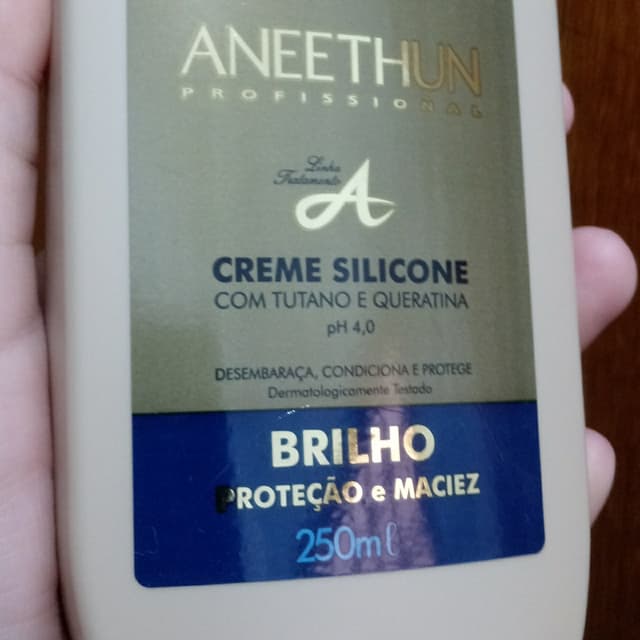 ANEETHUN
PROFISSIONAL
Linha
Tratamento
A
CREME SILICONE
COM TUTANO E QUERATINA
pH 4,0
DESEMBARAÇA, CONDICIONA E PROTEGE
Dermatologicamente Testado
BRILHO
PROTEÇÃO e MACIEZ
250ml